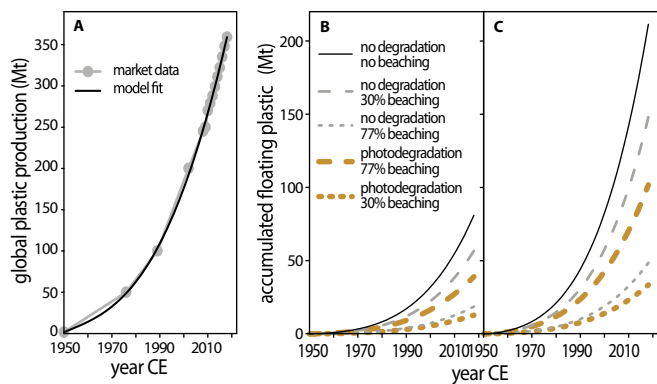 A
global plastic production (Mt)
350
300
250
200
150
100
50
0
market data
model fit
1950
1970
1990
2010
year CE
B
accumulated floating plastic (Mt)
200
150
100
50
0
no degradation
no beaching
no degradation
30% beaching
no degradation
77% beaching
photodegradation
77% beaching
photodegradation
30% beaching
1950
1970
1990
2010
C
1950
1970
1990
2010
year CE